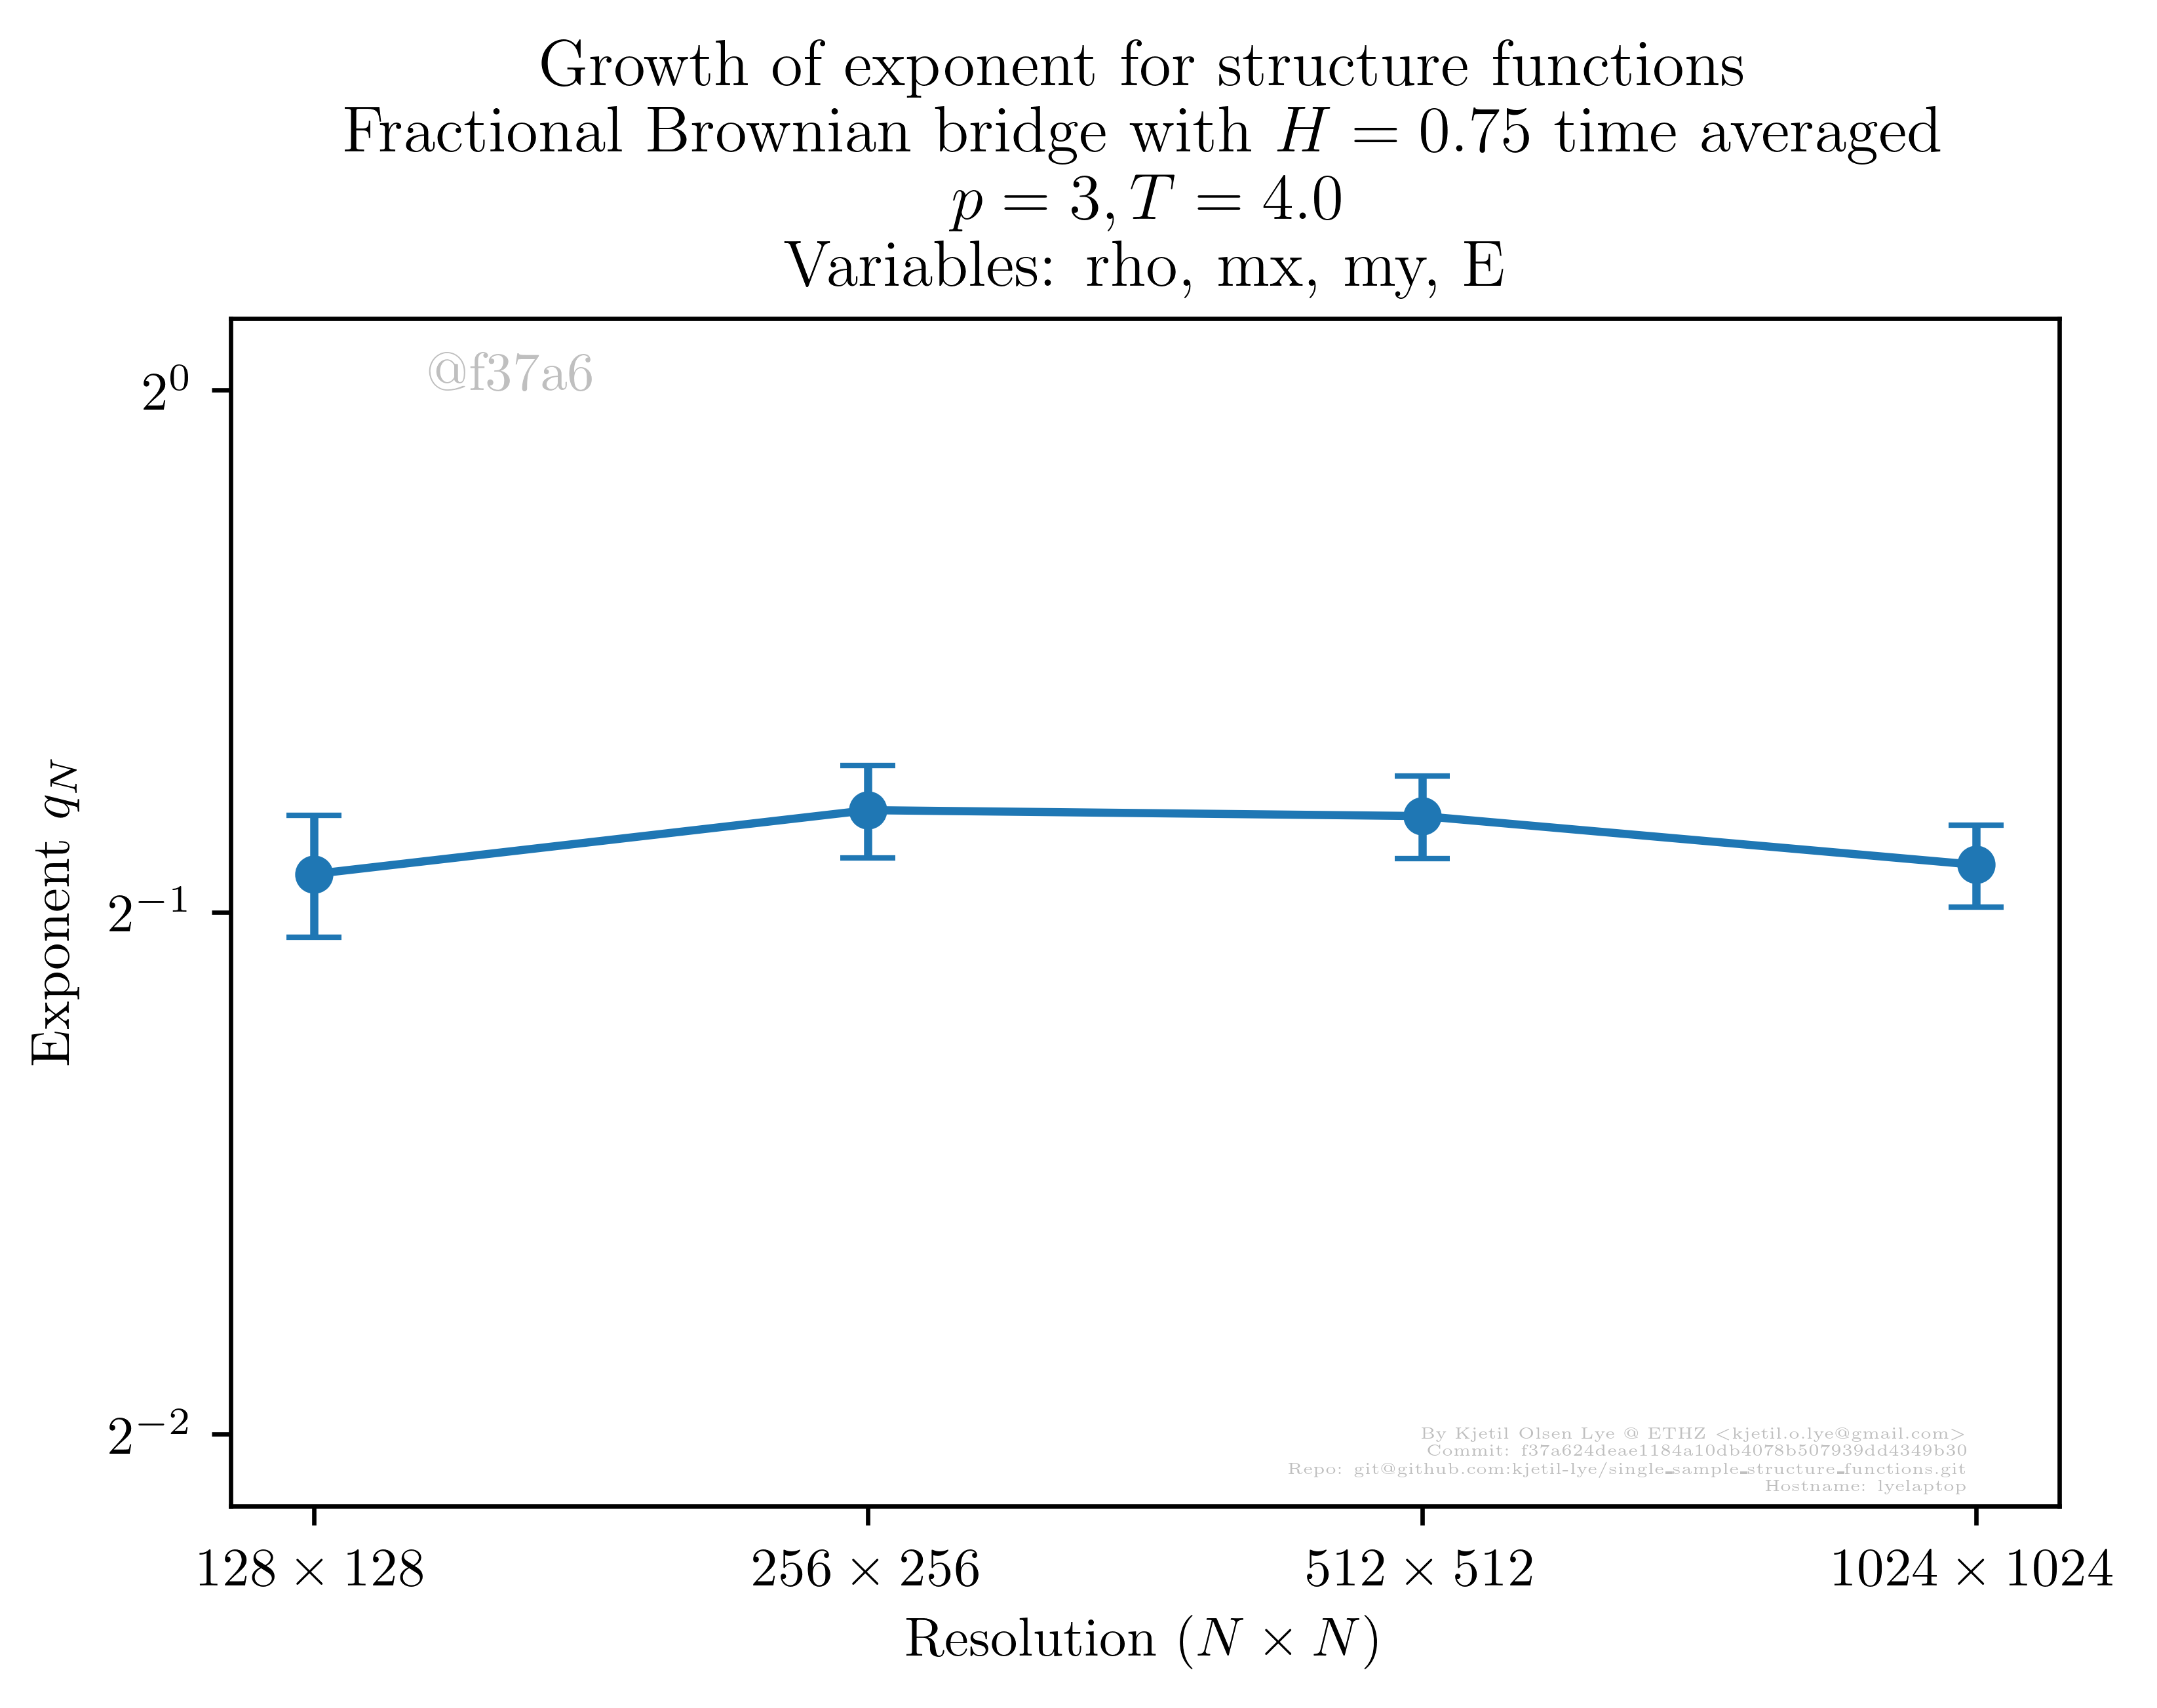 Growth of exponent for structure functions
Fractional Brownian bridge with H = 0.75 time averaged
p = 3, T = 4.0
Variables: rho, mx, my, E
@f37a6
2⁰
2⁻¹
2⁻²
Exponent q_N
By Kjetil Olsen Lye @ ETHZ <kjetil.o.lye@gmail.com>
Commit: f37a624deae1184a10db4078b507939dd4349b30
Repo: git@github.com:kjetil-lye/single_sample_structure_functions.git
Hostname: lyelaptop
128 × 128 256 × 256 512 × 512 1024 × 1024
Resolution (N × N)